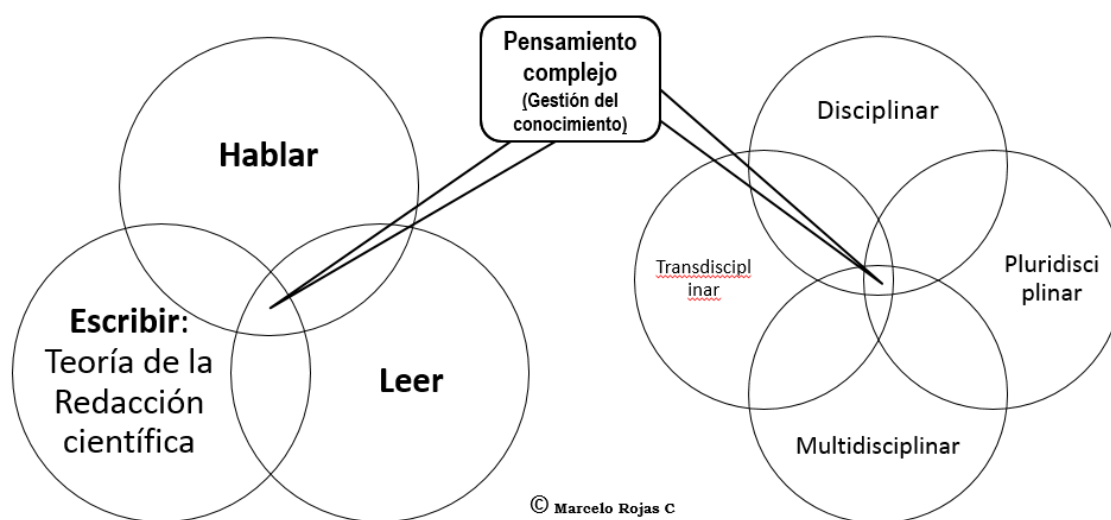 Pensamiento
complejo
(Gestión del
conocimiento)
Hablar
Escribir:
Teoría de la
Redacción
científica
Leer
Disciplinar
Transdiscipl
inar
Pluridisci
plinar
Multidisciplinar
© Marcelo Rojas C